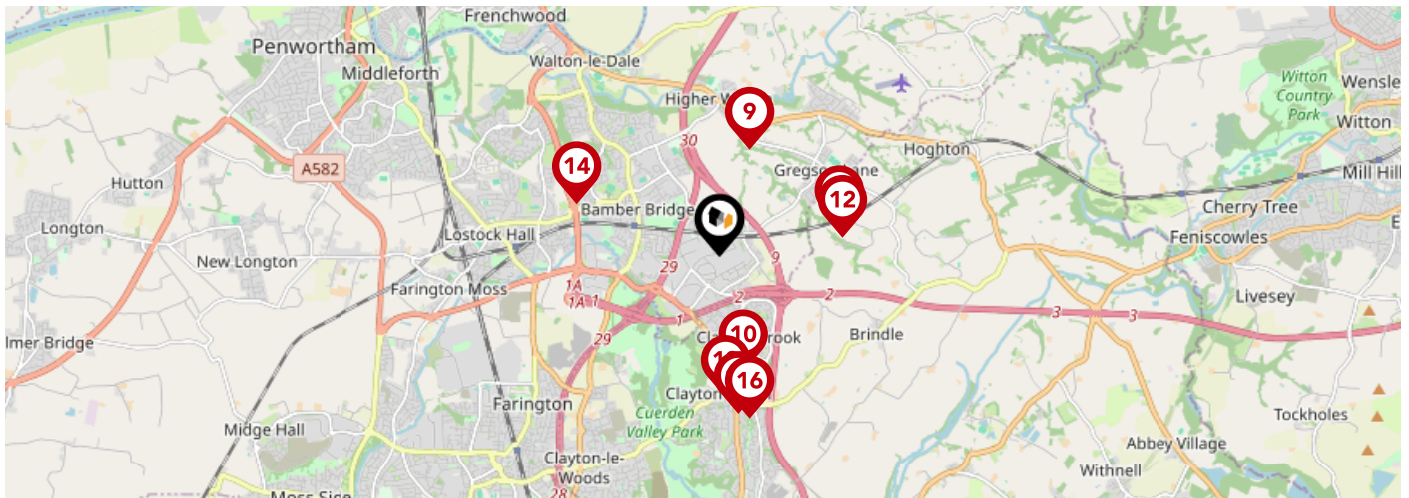 Frenchwood
Penwortham
Walton-le-Dale
Middleforth
Witton
Country
Park
Higher
9
30
Witton
Hoghton
14
A582
Mill Hill
Hutton
12
Bamber Bridge
Cherry Tree
Longton
Lostock Hall
Feniscowles
New Longton
29
9
Farington Moss
1A
1A
1
2
2
Livesey
1
3
3
10
Brindle
29
16
Clayton
Farington
Cuerden
Valley Park
Tockholes
Midge Hall
Abbey Village
Clayton-le-
Woods
Withnell
28
Moss Side